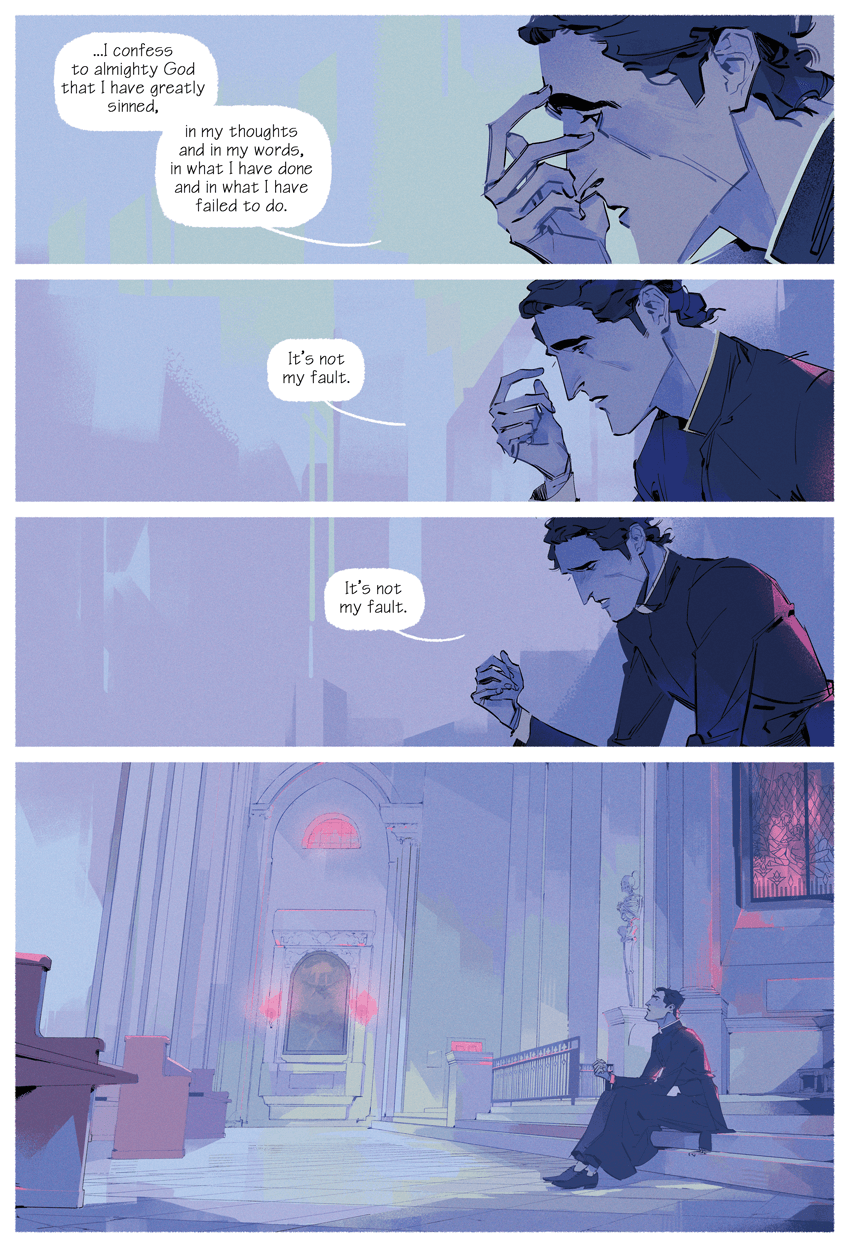 ...I confess
to almighty God
that I have greatly
sinned,
in my thoughts
and in my words,
in what I have done
and in what I have
failed to do.
It's not
my fault.
It's not
my fault.